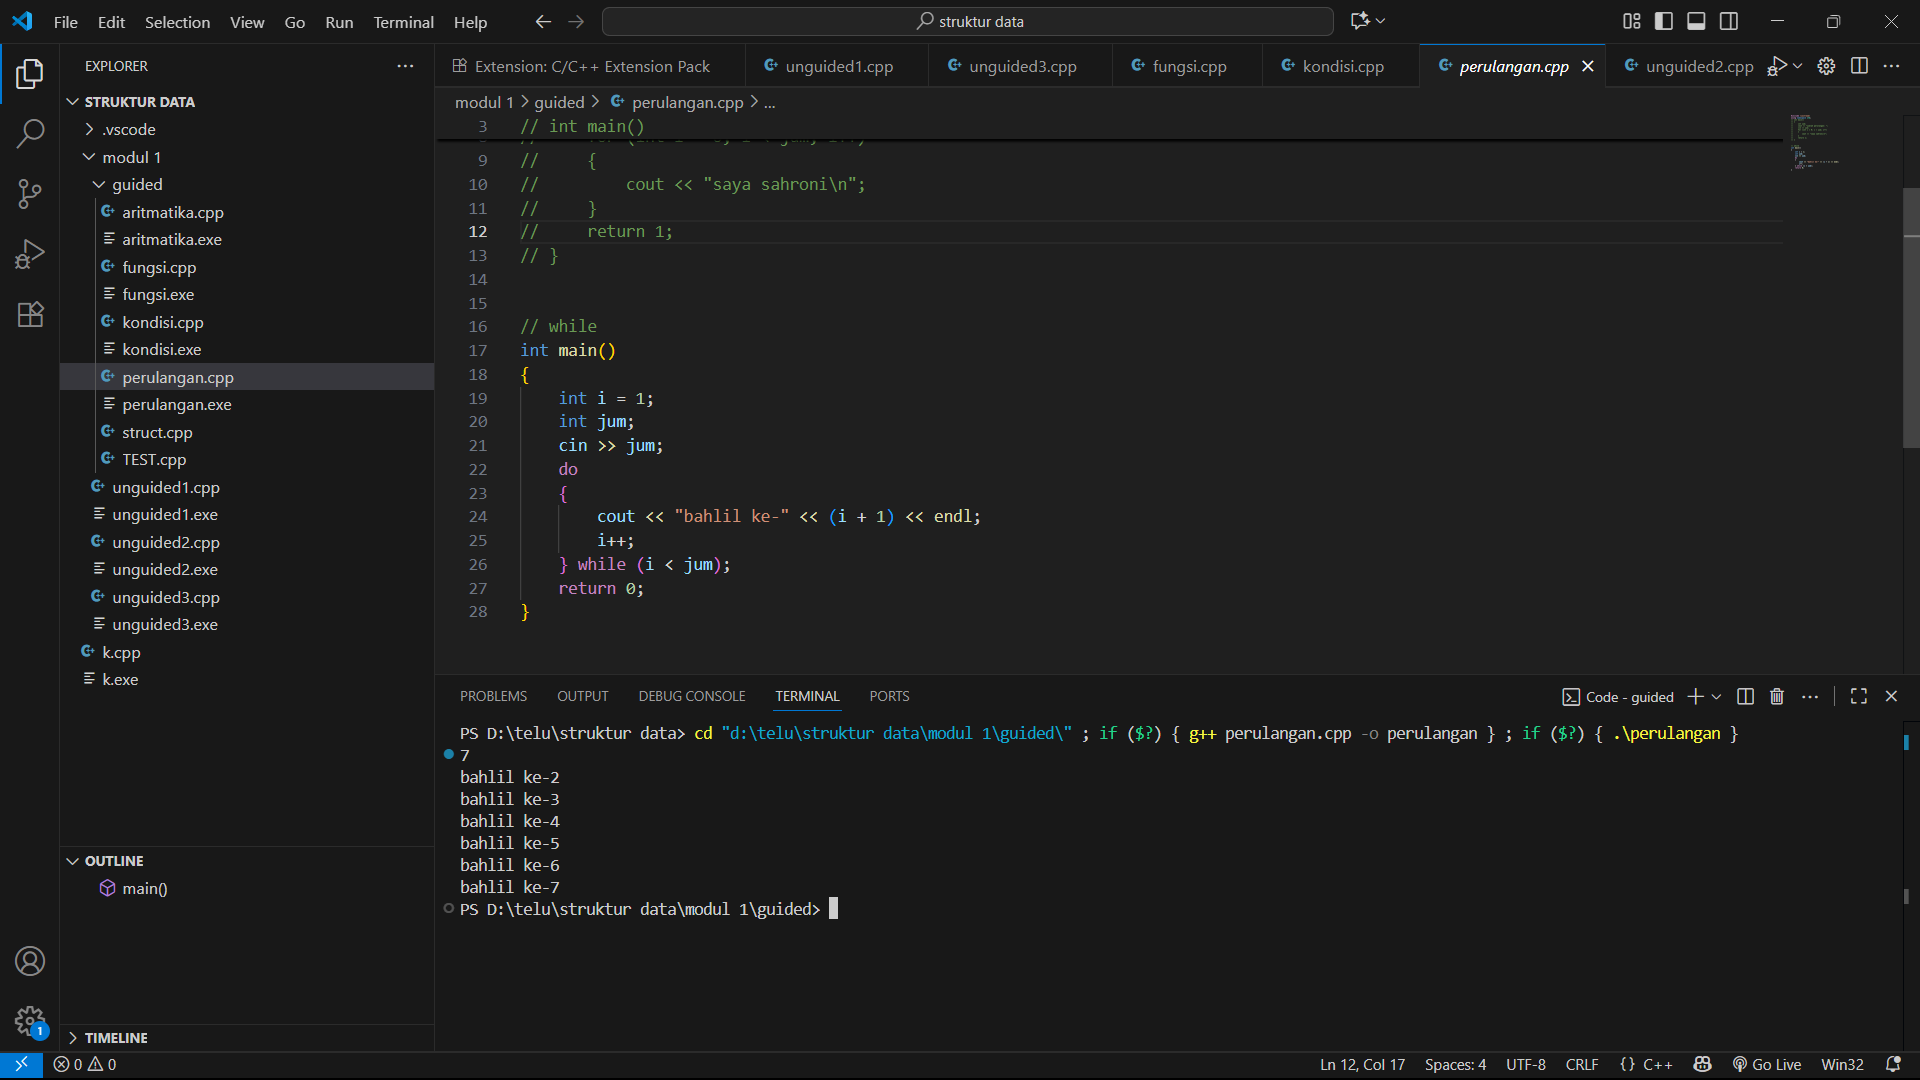 File Edit Selection View Go Run Terminal Help
struktur data
EXPLORER
STRUKTUR DATA
.vscode
modul 1
guided
aritmatika.cpp
aritmatika.exe
fungsi.cpp
fungsi.exe
kondisi.cpp
kondisi.exe
perulangan.cpp
perulangan.exe
struct.cpp
TEST.cpp
unguided1.cpp
unguided1.exe
unguided2.cpp
unguided2.exe
unguided3.cpp
unguided3.exe
k.cpp
k.exe
OUTLINE
main()
TIMELINE
Extension: C/C++ Extension Pack
unguided1.cpp
unguided3.cpp
fungsi.cpp
kondisi.cpp
perulangan.cpp
unguided2.cpp
modul 1 > guided > perulangan.cpp > ...
3 // int main()
9 // {
10 // cout << "saya sahroni\n";
11 // }
12 // return 1;
13 // }
14
15
16 // while
17 int main()
18 {
19 int i = 1;
20 int jum;
21 cin >> jum;
22 do
23 {
24 cout << "bahlil ke-" << (i + 1) << endl;
25 i++;
26 } while (i < jum);
27 return 0;
28 }
PROBLEMS OUTPUT DEBUG CONSOLE TERMINAL PORTS
Code - guided
PS D:\telu\struktur data> cd "d:\telu\struktur data\modul 1\guided\" ; if ($?) { g++ perulangan.cpp -o perulangan } ; if ($?) { .\perulangan }
7
bahlil ke-2
bahlil ke-3
bahlil ke-4
bahlil ke-5
bahlil ke-6
bahlil ke-7
PS D:\telu\struktur data\modul 1\guided>
1
0 0
Ln 12, Col 17 Spaces: 4 UTF-8 CRLF {} C++ Go Live Win32